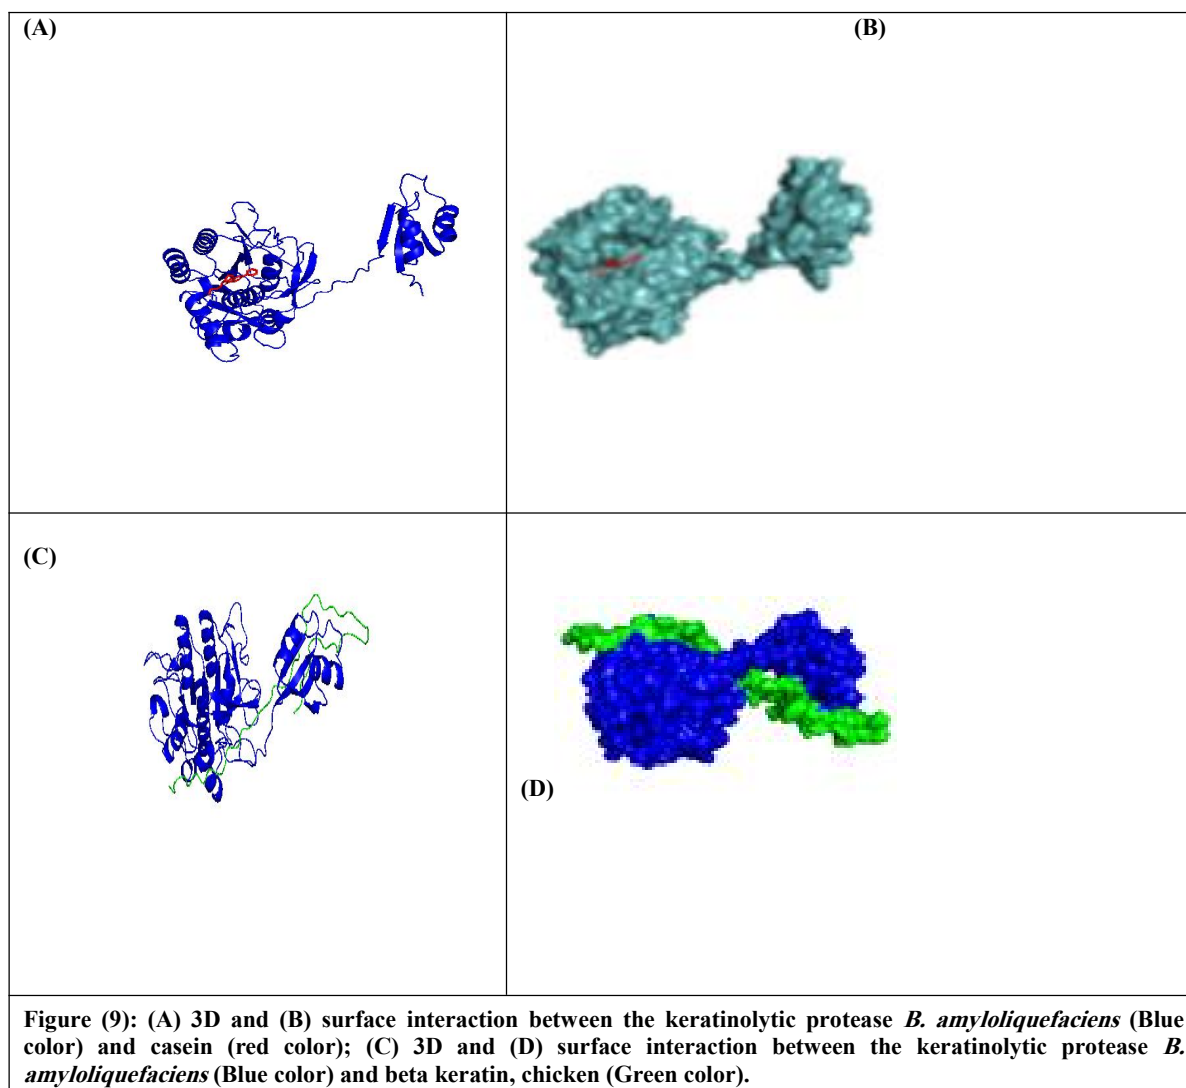 (A)
(B)
(C)
(D)
Figure (9): (A) 3D and (B) surface interaction between the keratinolytic protease B. amyloliquefaciens (Blue
color) and casein (red color); (C) 3D and (D) surface interaction between the keratinolytic protease B.
amyloliquefaciens (Blue color) and beta keratin, chicken (Green color).